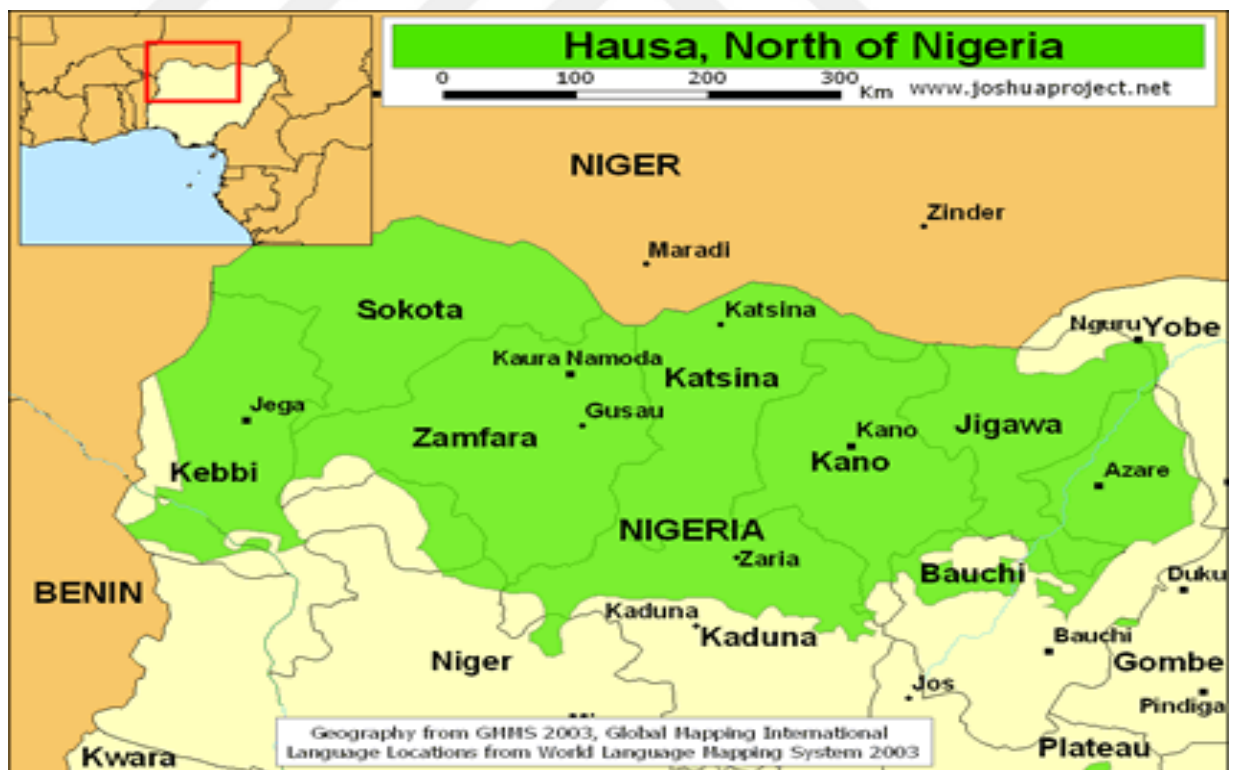 Hausa, North of Nigeria
0 100 200 300
Km www.joshuaproject.net
NIGER
Zinder
Maradi
Sokota
Katsina
Nguru Yobe
Kaura Namoda
Katsina
Jega
Gusau
Zamfara
Kano
Jigawa
Kebbi
Kano
Azare
NIGERIA
Zaria
Bauchi
Duku
BENIN
Kaduna
Kaduna
Bauchi
Niger
Gombe
Jos
Pindiga
Geography from GMMS 2003, Global Mapping International
Language Locations from World Language Mapping System 2003
Kwara
Plateau